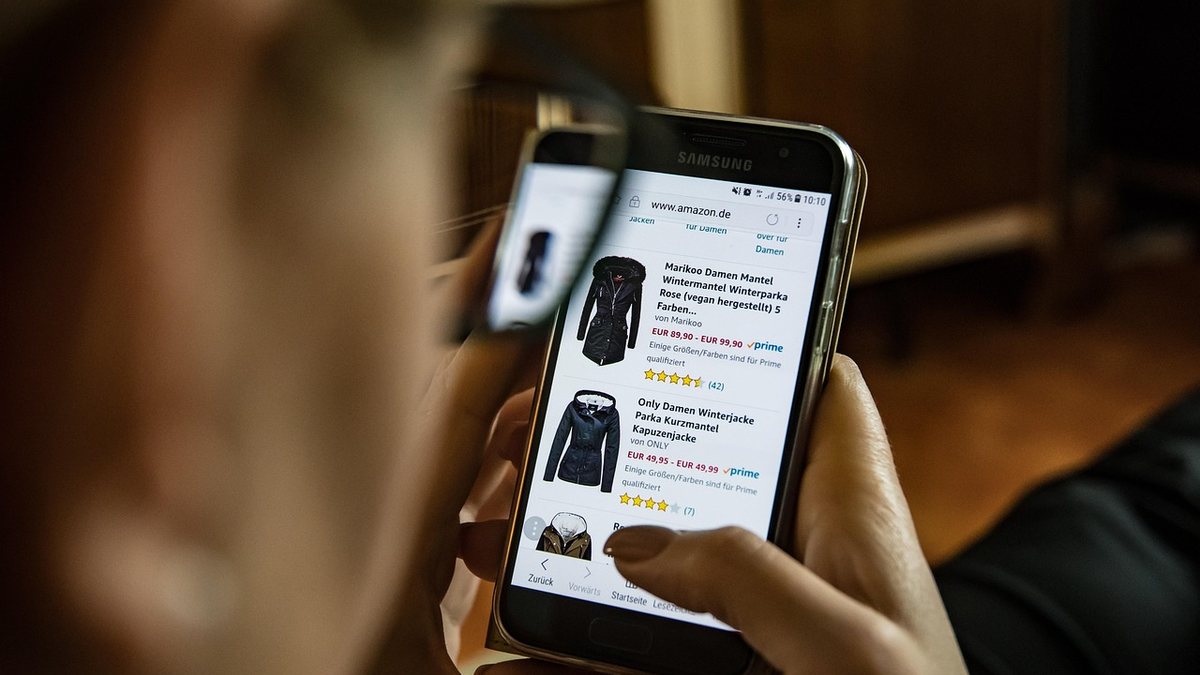 SAMSUNG
56% 10:10
www.amazon.de
Jacken
für Damen
over für
Damen
Marikoo Damen Mantel
Wintermantel Winterparka
Rose (vegan hergestellt) 5
Farben...
von Marikoo
EUR 89,90 - EUR 99,90 prime
Einige Größen/Farben sind für Prime
qualifiziert
(42)
Only Damen Winterjacke
Parka Kurzmantel
Kapuzenjacke
von ONLY
EUR 49,95 - EUR 49,99 prime
Einige Größen/Farben sind für Prime
qualifiziert
(7)
Zurück
Vorwärts
Startseite